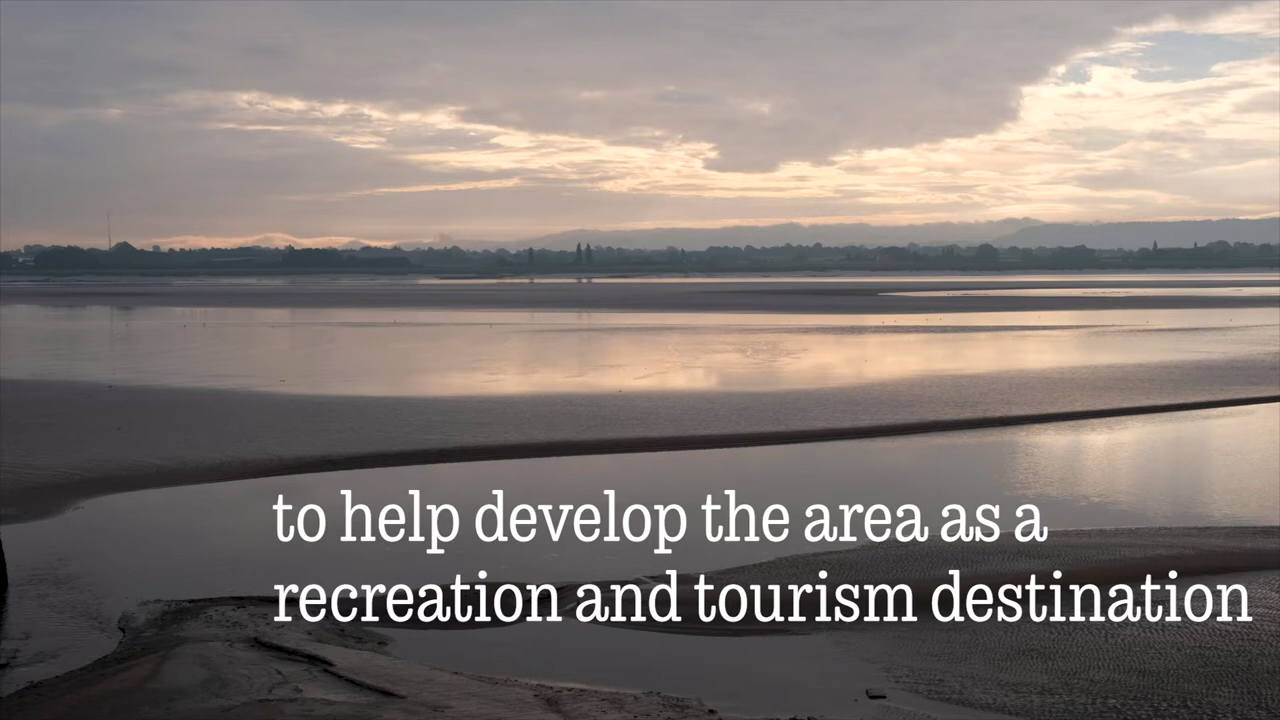 to help develop the area as a
recreation and tourism destination